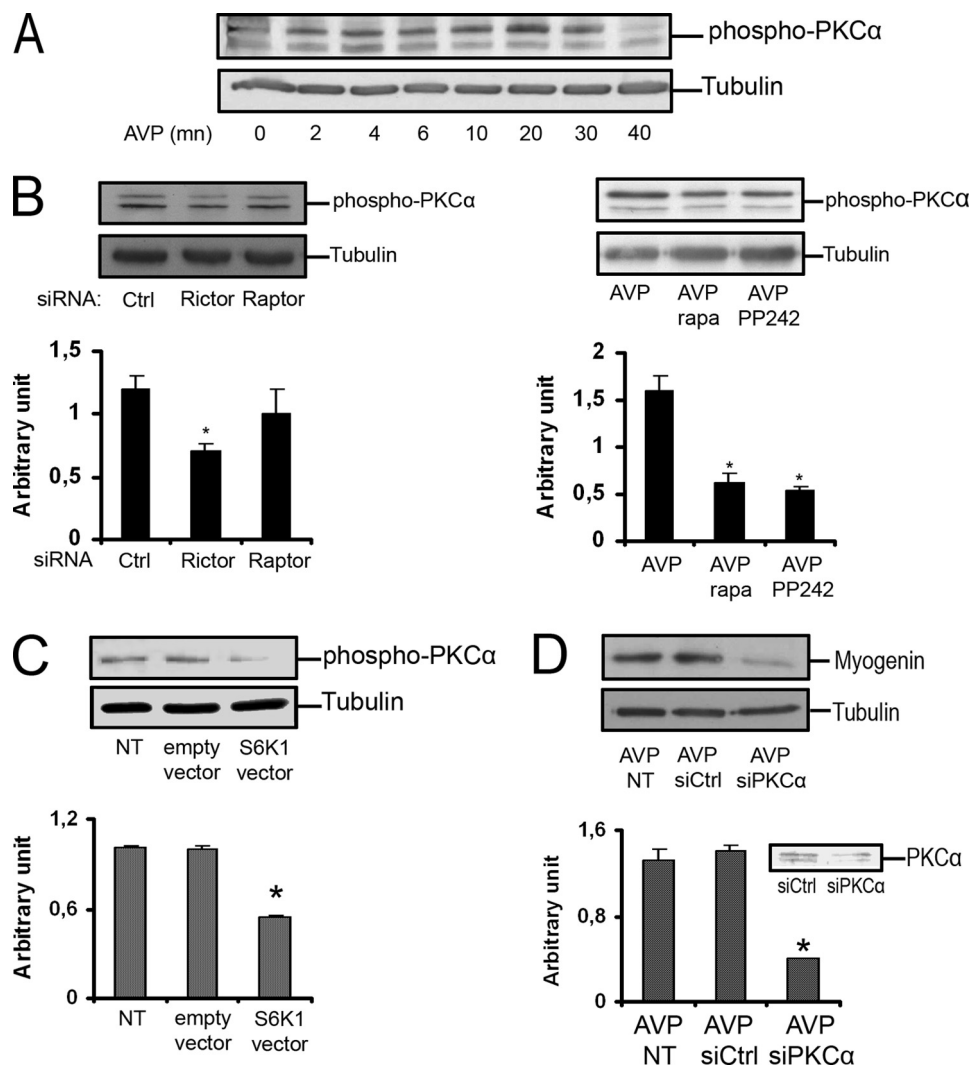 A
phospho-PKCα
Tubulin
AVP (mn) 0 2 4 6 10 20 30 40
B
phospho-PKCα
Tubulin
siRNA: Ctrl Rictor Raptor
1,5
1
0,5
0
Arbitrary unit
*
siRNA Ctrl Rictor Raptor
phospho-PKCα
Tubulin
AVP AVP AVP
rapa PP242
2
1,5
1
0,5
0
Arbitrary unit
* *
AVP AVP AVP
rapa PP242
C
phospho-PKCα
Tubulin
NT empty S6K1
vector vector
1,2
0,6
0
Arbitrary unit
*
NT empty S6K1
vector vector
D
Myogenin
Tubulin
AVP AVP AVP
NT siCtrl siPKCα
1,6
0,8
0
Arbitrary unit
PKCα
siCtrl siPKCα
*
AVP AVP AVP
NT siCtrl siPKCα